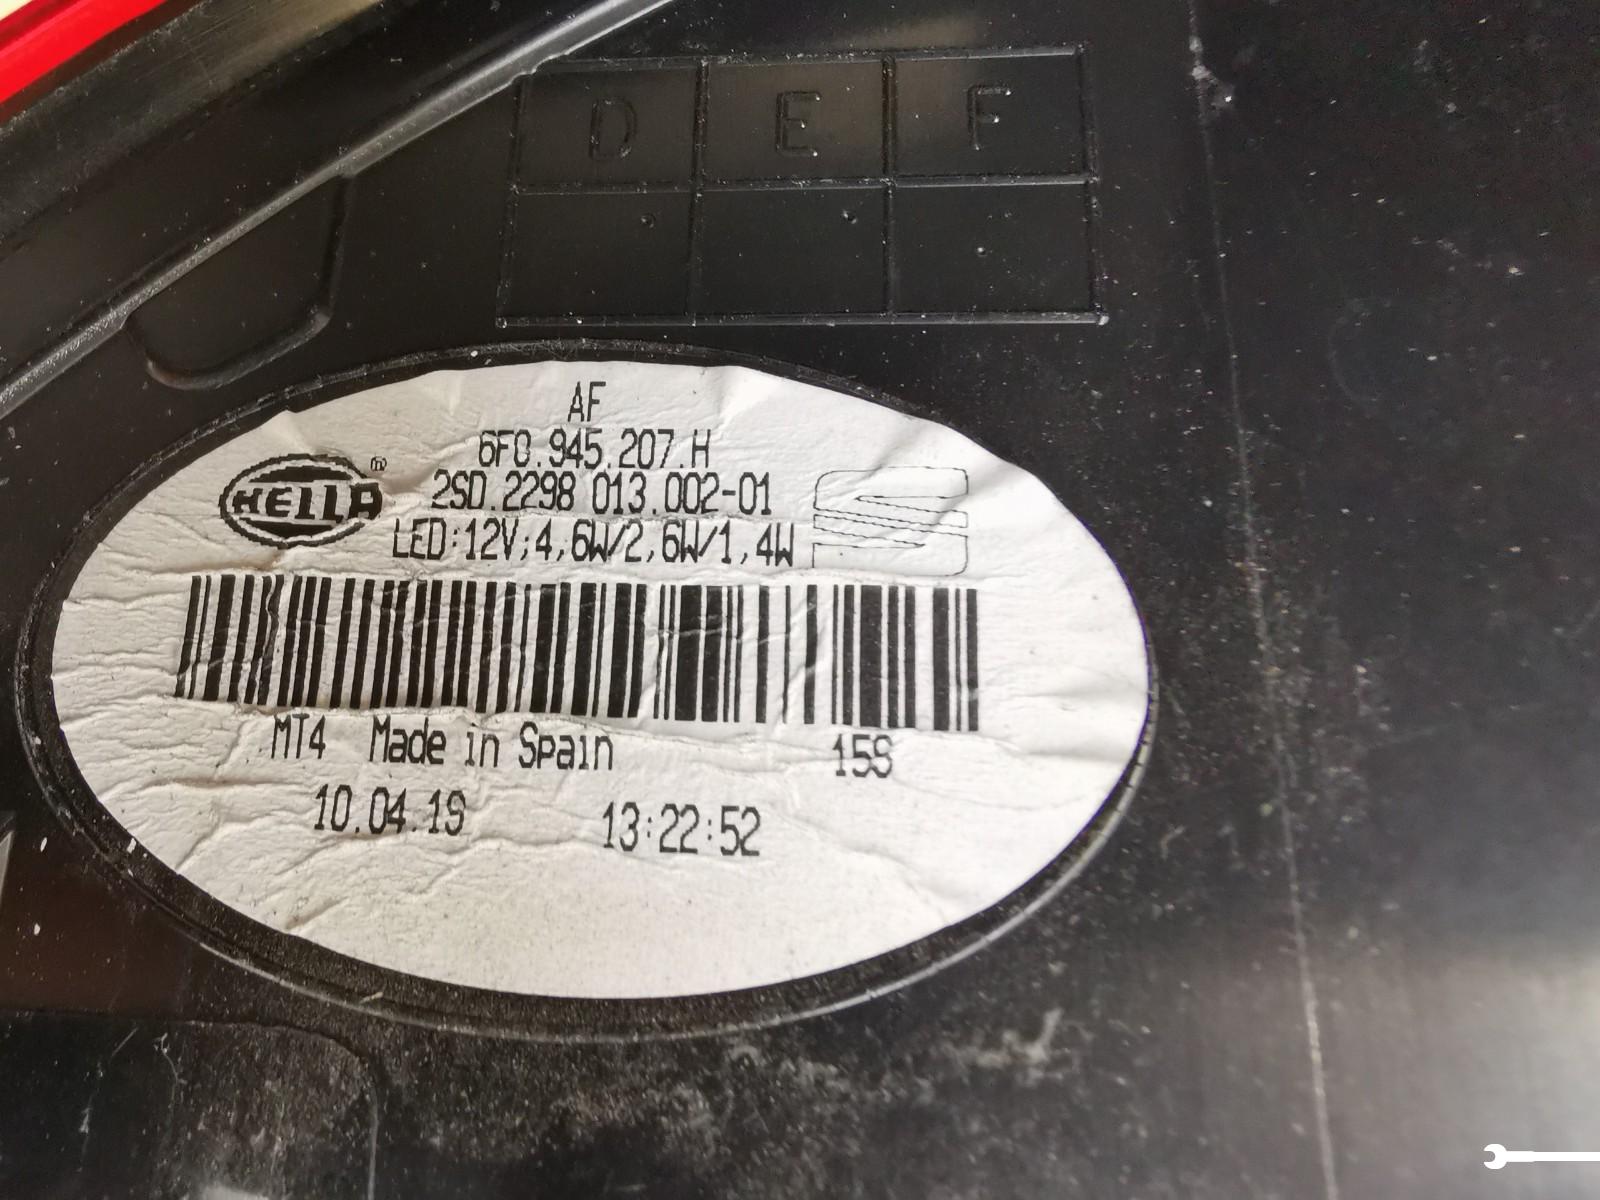 D E F
AF
6F0.945.207.H
HELLA ®
2SD.2298 013.002-01
LED:12V;4,6W/2,6W/1,4W
MT4 Made in Spain 15S
10.04.19 13:22:52